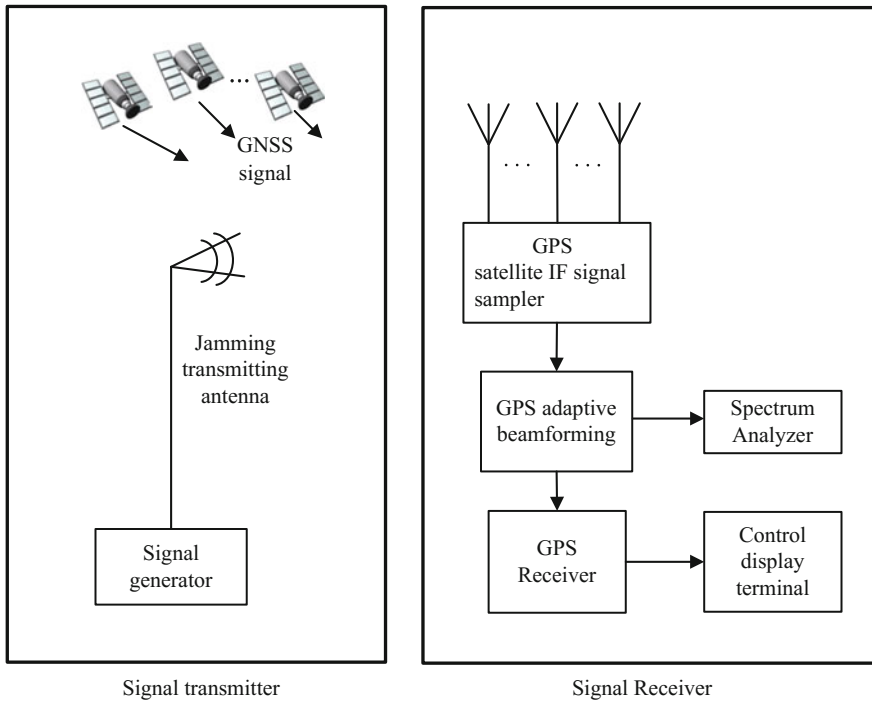 ...
GNSS
signal
Jamming
transmitting
antenna
Signal
generator
Signal transmitter
... ...
GPS
satellite IF signal
sampler
GPS adaptive
beamforming
Spectrum
Analyzer
GPS
Receiver
Control
display
terminal
Signal Receiver